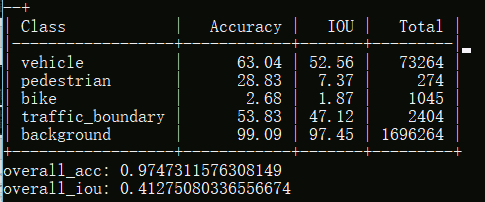 --+
| Class | Accuracy | IOU | Total |
|------------------+----------+-------+---------|
| vehicle | 63.04 | 52.56 | 73264 |
| pedestrian | 28.83 | 7.37 | 274 |
| bike | 2.68 | 1.87 | 1045 |
| traffic_boundary | 53.83 | 47.12 | 2404 |
| background | 99.09 | 97.45 | 1696264 |
+------------------+----------+-------+---------+
overall_acc: 0.9747311576308149
overall_iou: 0.41275080336556674